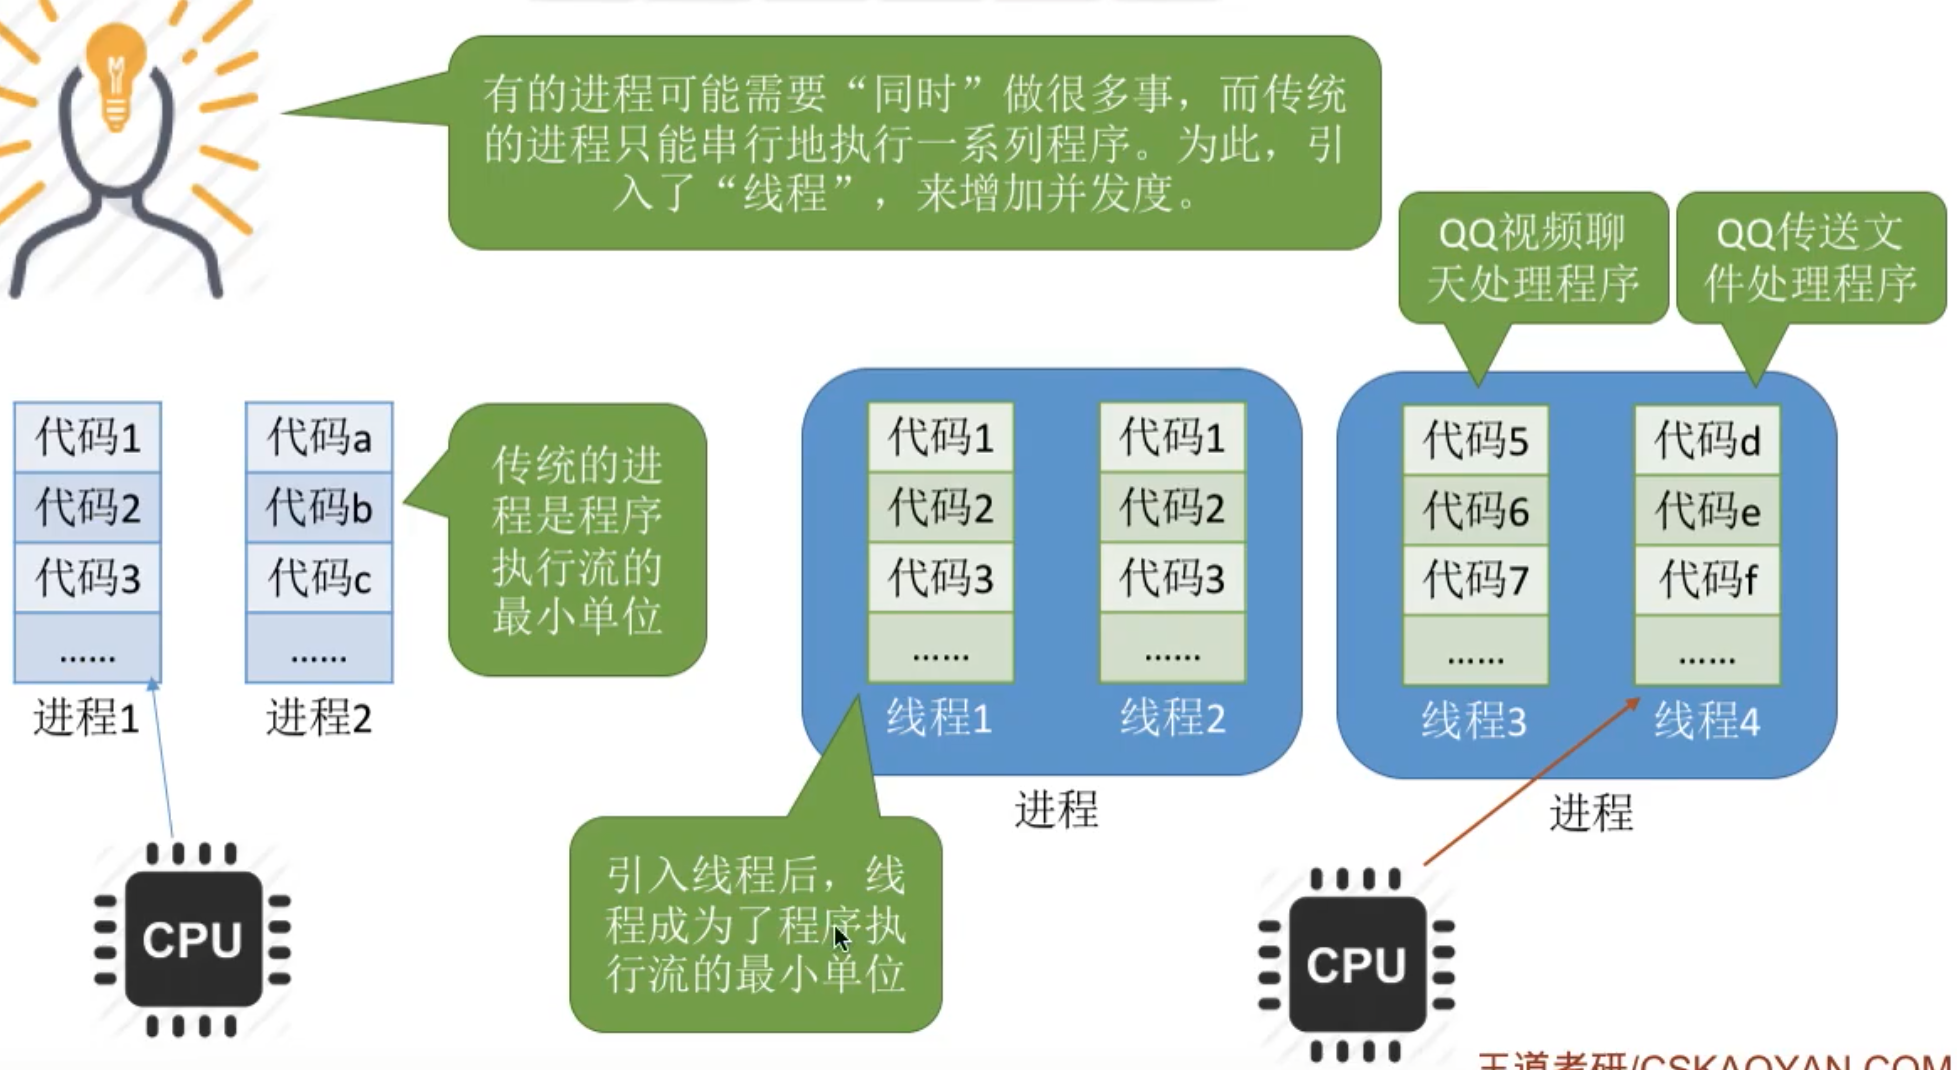 有的进程可能需要“同时”做很多事，而传统
的进程只能串行地执行一系列程序。为此，引
入了“线程”，来增加并发度。
QQ视频聊
天处理程序
QQ传送文
件处理程序
代码1
代码2
代码3
......
进程1
代码a
代码b
代码c
......
进程2
传统的进
程是程序
执行流的
最小单位
代码1
代码2
代码3
......
线程1
代码1
代码2
代码3
......
线程2
进程
代码5
代码6
代码7
......
线程3
代码d
代码e
代码f
......
线程4
进程
引入线程后，线
程成为了程序执
行流的最小单位
CPU
CPU
王道考研/CSKAOYAN.COM